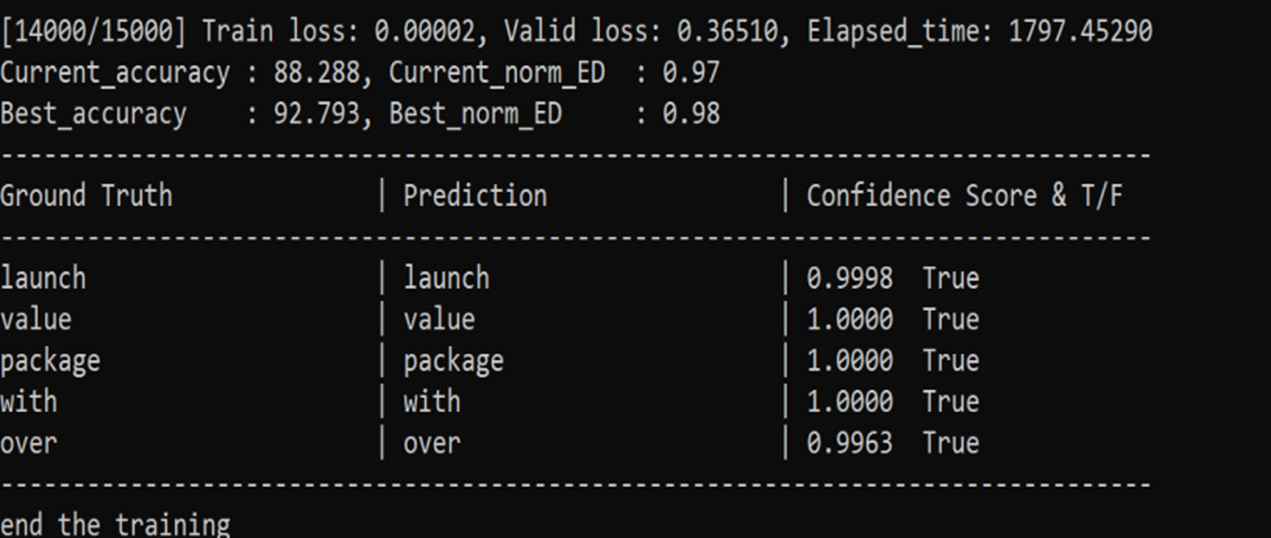 [14000/15000] Train loss: 0.00002, Valid loss: 0.36510, Elapsed_time: 1797.45290
Current_accuracy : 88.288, Current_norm_ED  : 0.97
Best_accuracy    : 92.793, Best_norm_ED     : 0.98
--------------------------------------------------------------------------------
Ground Truth              | Prediction                | Confidence Score & T/F
--------------------------------------------------------------------------------
launch                    | launch                    | 0.9998  True
value                     | value                     | 1.0000  True
package                   | package                   | 1.0000  True
with                      | with                      | 1.0000  True
over                      | over                      | 0.9963  True
--------------------------------------------------------------------------------
end the training